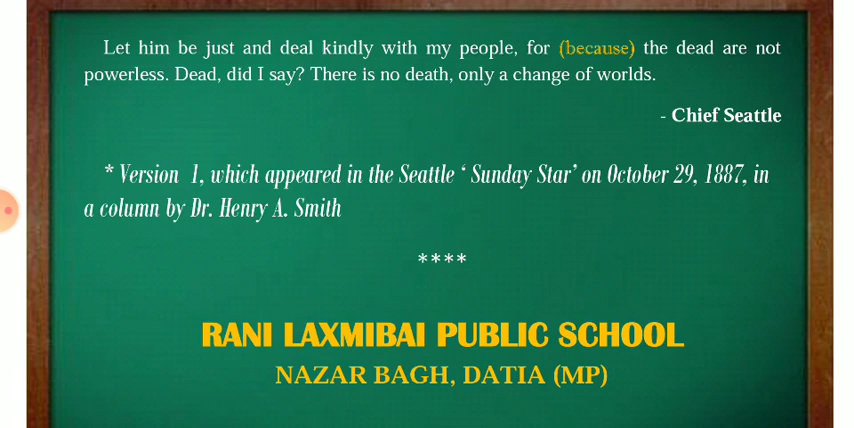 Let him be just and deal kindly with my people, for (because) the dead are not
powerless. Dead, did I say? There is no death, only a change of worlds.
- Chief Seattle
* Version 1, which appeared in the Seattle ‘ Sunday Star’ on October 29, 1887, in
a column by Dr. Henry A. Smith
****
RANI LAXMIBAI PUBLIC SCHOOL
NAZAR BAGH, DATIA (MP)